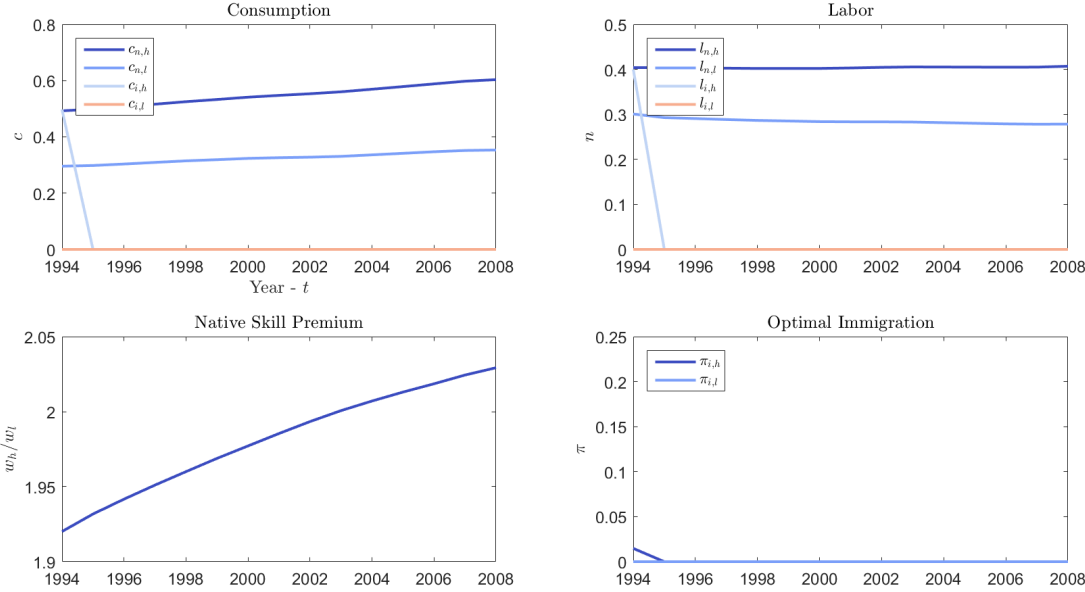 Consumption
0.8
0.6
0.4
0.2
0
c
c_{n,h}
c_{n,l}
c_{i,h}
c_{i,l}
1994 1996 1998 2000 2002 2004 2006 2008
Year - t
Labor
0.5
0.4
0.3
0.2
0.1
0
n
l_{n,h}
l_{n,l}
l_{i,h}
l_{i,l}
1994 1996 1998 2000 2002 2004 2006 2008
Native Skill Premium
2.05
2
1.95
1.9
w_h/w_l
1994 1996 1998 2000 2002 2004 2006 2008
Optimal Immigration
0.25
0.2
0.15
0.1
0.05
0
π
π_{i,h}
π_{i,l}
1994 1996 1998 2000 2002 2004 2006 2008